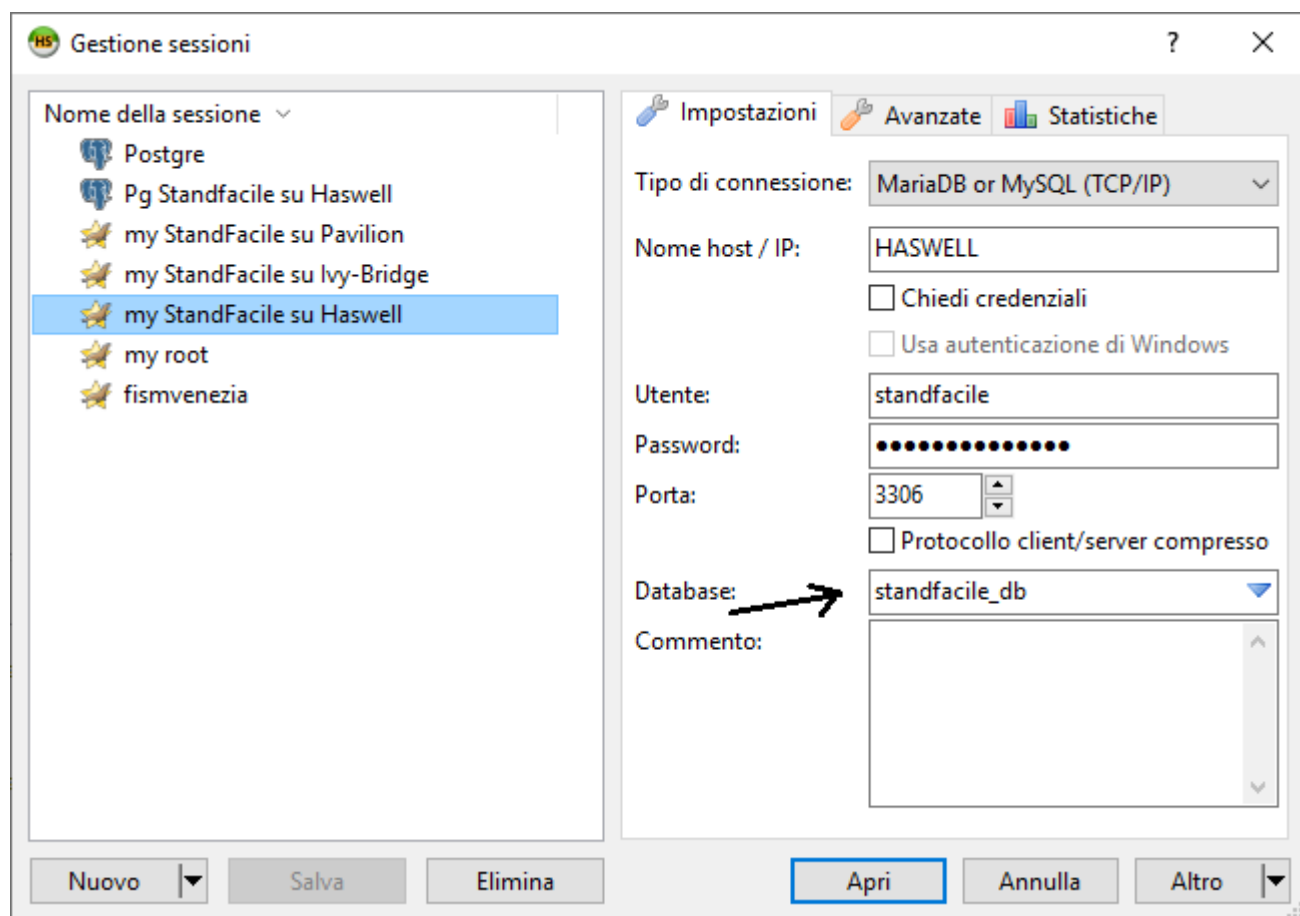 HS Gestione sessioni ?
Nome della sessione
Postgre
Pg Standfacile su Haswell
my StandFacile su Pavilion
my StandFacile su Ivy-Bridge
my StandFacile su Haswell
my root
fismvenezia
Impostazioni Avanzate Statistiche
Tipo di connessione: MariaDB or MySQL (TCP/IP)
Nome host / IP: HASWELL
Chiedi credenziali
Usa autenticazione di Windows
Utente: standfacile
Password: ●●●●●●●●●●●●●●
Porta: 3306
Protocollo client/server compresso
Database: standfacile_db
Commento:
Nuovo Salva Elimina Apri Annulla Altro